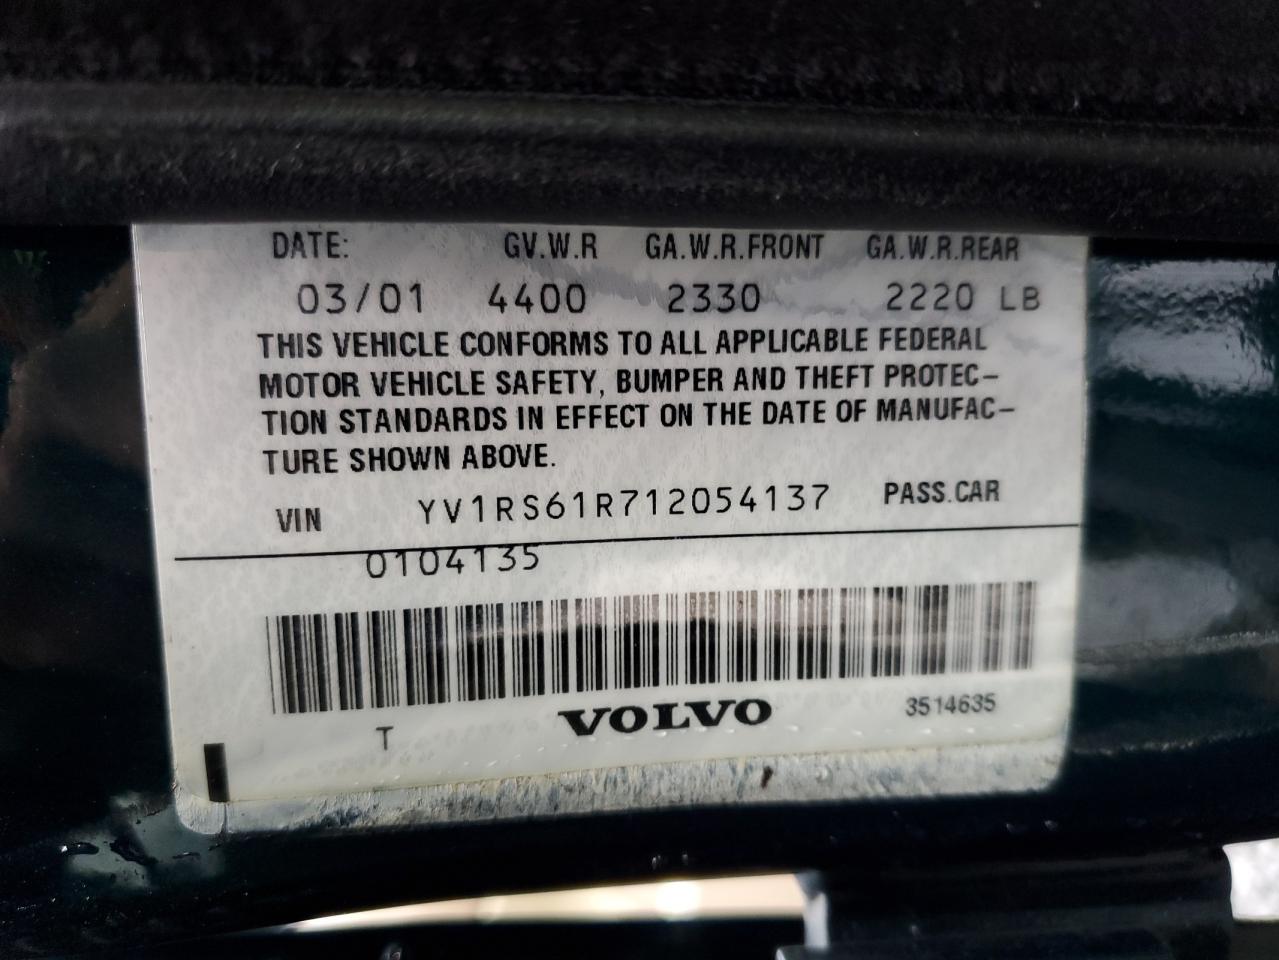 DATE: GV.W.R GA.W.R.FRONT GA.W.R.REAR
03/01 4400 2330 2220 LB
THIS VEHICLE CONFORMS TO ALL APPLICABLE FEDERAL
MOTOR VEHICLE SAFETY, BUMPER AND THEFT PROTEC-
TION STANDARDS IN EFFECT ON THE DATE OF MANUFAC-
TURE SHOWN ABOVE.
VIN YV1RS61R712054137 PASS.CAR
0104135
T VOLVO 3514635